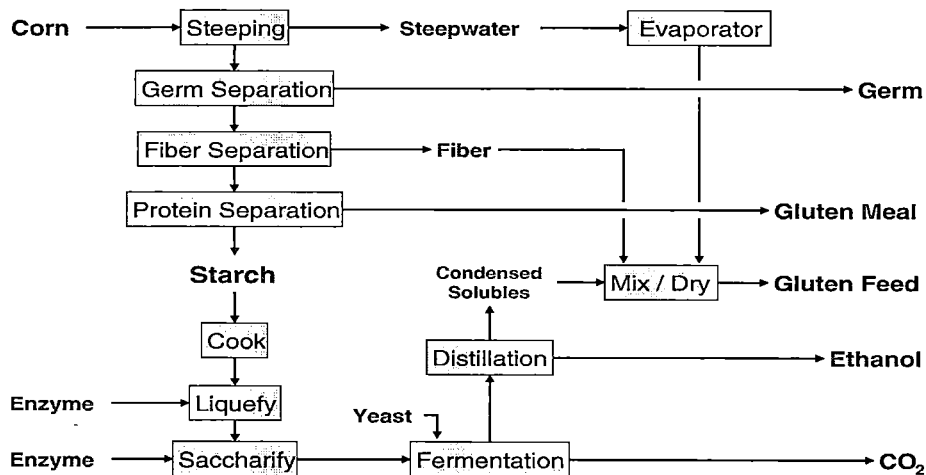 Corn Steeping Steepwater Evaporator
Germ Separation Germ
Fiber Separation Fiber
Protein Separation Gluten Meal
Starch
Condensed
Solubles
Mix / Dry Gluten Feed
Cook
Distillation Ethanol
Enzyme Liquefy
Yeast
Enzyme Saccharify Fermentation CO₂